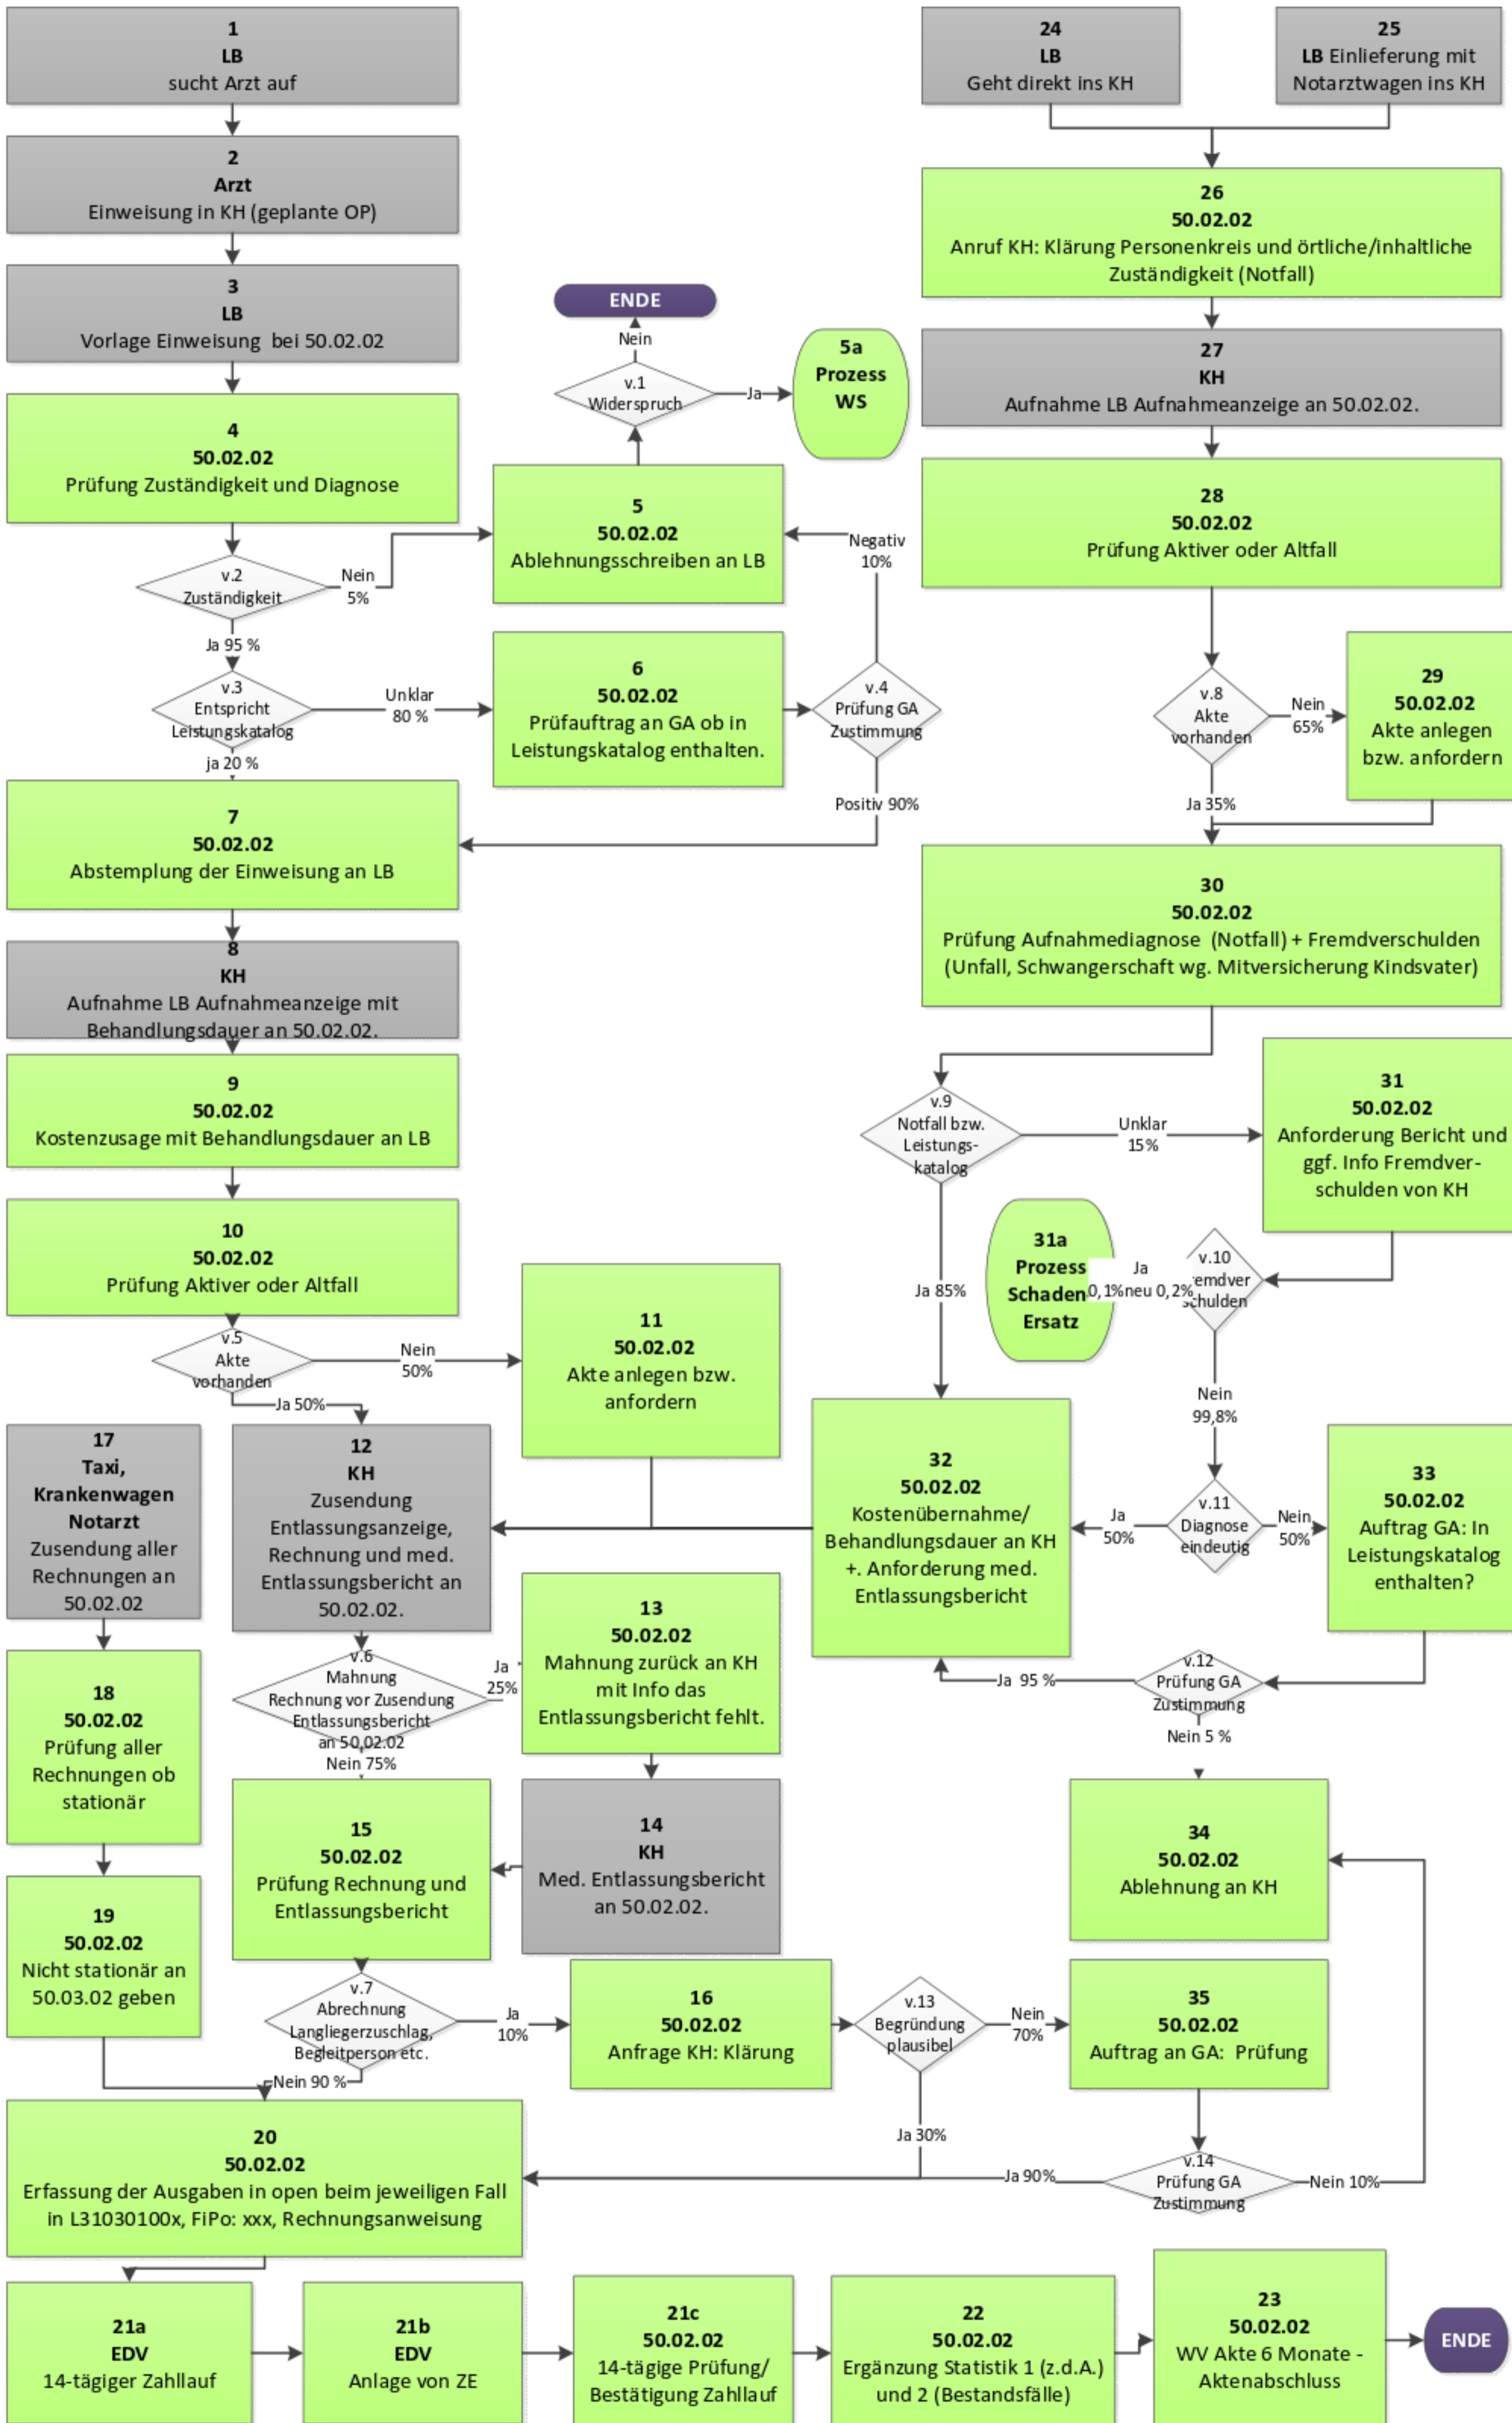 1
LB
sucht Arzt auf
2
Arzt
Einweisung in KH (geplante OP)
3
LB
Vorlage Einweisung bei 50.02.02
4
50.02.02
Prüfung Zuständigkeit und Diagnose
v.2
Zuständigkeit
Nein
5%
Ja 95 %
v.3
Entspricht
Leistungskatalog
Unklar
80 %
ja 20 %
ENDE
Nein
v.1
Widerspruch
Ja
5a
Prozess
WS
5
50.02.02
Ablehnungsschreiben an LB
Negativ
10%
6
50.02.02
Prüfauftrag an GA ob in
Leistungskatalog enthalten.
v.4
Prüfung GA
Zustimmung
Positiv 90%
7
50.02.02
Abstemplung der Einweisung an LB
8
KH
Aufnahme LB Aufnahmeanzeige mit
Behandlungsdauer an 50.02.02.
9
50.02.02
Kostenzusage mit Behandlungsdauer an LB
10
50.02.02
Prüfung Aktiver oder Altfall
v.5
Akte
vorhanden
Nein
50%
Ja 50%
11
50.02.02
Akte anlegen bzw.
anfordern
12
KH
Zusendung
Entlassungsanzeige,
Rechnung und med.
Entlassungsbericht an
50.02.02.
v.6
Mahnung
Rechnung vor Zusendung
Entlassungsbericht
an 50.02.02
Ja
25%
Nein 75%
13
50.02.02
Mahnung zurück an KH
mit Info das
Entlassungsbericht fehlt.
14
KH
Med. Entlassungsbericht
an 50.02.02.
15
50.02.02
Prüfung Rechnung und
Entlassungsbericht
v.7
Abrechnung
Langliegerzuschlag,
Begleitperson etc.
Ja
10%
Nein 90 %
16
50.02.02
Anfrage KH: Klärung
17
Taxi,
Krankenwagen
Notarzt
Zusendung aller
Rechnungen an
50.02.02
18
50.02.02
Prüfung aller
Rechnungen ob
stationär
19
50.02.02
Nicht stationär an
50.03.02 geben
20
50.02.02
Erfassung der Ausgaben in open beim jeweiligen Fall
in L31030100x, FiPo: xxx, Rechnungsanweisung
21a
EDV
14-tägiger Zahllauf
21b
EDV
Anlage von ZE
21c
50.02.02
14-tägige Prüfung/
Bestätigung Zahllauf
22
50.02.02
Ergänzung Statistik 1 (z.d.A.)
und 2 (Bestandsfälle)
23
50.02.02
WV Akte 6 Monate -
Aktenabschluss
ENDE
24
LB
Geht direkt ins KH
25
LB Einlieferung mit
Notarztwagen ins KH
26
50.02.02
Anruf KH: Klärung Personenkreis und örtliche/inhaltliche
Zuständigkeit (Notfall)
27
KH
Aufnahme LB Aufnahmeanzeige an 50.02.02.
28
50.02.02
Prüfung Aktiver oder Altfall
v.8
Akte
vorhanden
Nein
65%
Ja 35%
29
50.02.02
Akte anlegen
bzw. anfordern
30
50.02.02
Prüfung Aufnahmediagnose (Notfall) + Fremdverschulden
(Unfall, Schwangerschaft wg. Mitversicherung Kindsvater)
v.9
Notfall bzw.
Leistungs-
katalog
Unklar
15%
Ja 85%
31
50.02.02
Anforderung Bericht und
ggf. Info Fremdver-
schulden von KH
v.10
remdver
schulden
Ja
0,1%neu 0,2%
31a
Prozess
Schaden
Ersatz
Nein
99,8%
32
50.02.02
Kostenübernahme/
Behandlungsdauer an KH
+. Anforderung med.
Entlassungsbericht
v.11
Diagnose
eindeutig
Ja
50%
Nein
50%
33
50.02.02
Auftrag GA: In
Leistungskatalog
enthalten?
v.12
Prüfung GA
Zustimmung
Ja 95 %
Nein 5 %
34
50.02.02
Ablehnung an KH
v.13
Begründung
plausibel
Nein
70%
Ja 30%
35
50.02.02
Auftrag an GA: Prüfung
v.14
Prüfung GA
Zustimmung
Ja 90%
Nein 10%